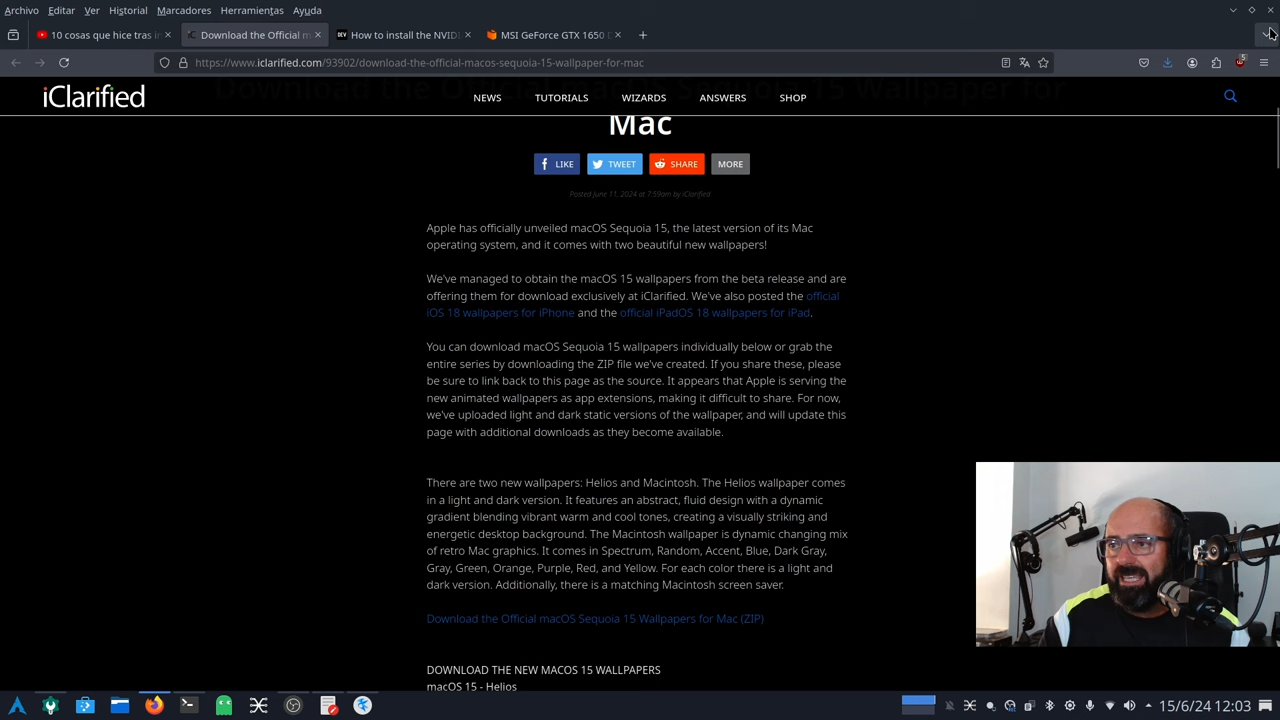 Archivo Editar Ver Historial Marcadores Herramientas Ayuda
10 cosas que hice tras in
Download the Official m
DEV How to install the NVIDI
MSI GeForce GTX 1650 D
https://www.iclarified.com/93902/download-the-official-macos-sequoia-15-wallpaper-for-mac
iClarified NEWS TUTORIALS WIZARDS ANSWERS SHOP
Download the Official macOS Sequoia 15 Wallpaper for
Mac
LIKE TWEET SHARE MORE
Posted June 11, 2024 at 7:59am by iClarified
Apple has officially unveiled macOS Sequoia 15, the latest version of its Mac
operating system, and it comes with two beautiful new wallpapers!
We've managed to obtain the macOS 15 wallpapers from the beta release and are
offering them for download exclusively at iClarified. We've also posted the official
iOS 18 wallpapers for iPhone and the official iPadOS 18 wallpapers for iPad.
You can download macOS Sequoia 15 wallpapers individually below or grab the
entire series by downloading the ZIP file we've created. If you share these, please
be sure to link back to this page as the source. It appears that Apple is serving the
new animated wallpapers as app extensions, making it difficult to share. For now,
we've uploaded light and dark static versions of the wallpaper, and will update this
page with additional downloads as they become available.
There are two new wallpapers: Helios and Macintosh. The Helios wallpaper comes
in a light and dark version. It features an abstract, fluid design with a dynamic
gradient blending vibrant warm and cool tones, creating a visually striking and
energetic desktop background. The Macintosh wallpaper is dynamic changing mix
of retro Mac graphics. It comes in Spectrum, Random, Accent, Blue, Dark Gray,
Gray, Green, Orange, Purple, Red, and Yellow. For each color there is a light and
dark version. Additionally, there is a matching Macintosh screen saver.
Download the Official macOS Sequoia 15 Wallpapers for Mac (ZIP)
DOWNLOAD THE NEW MACOS 15 WALLPAPERS
macOS 15 - Helios
15/6/24 12:03